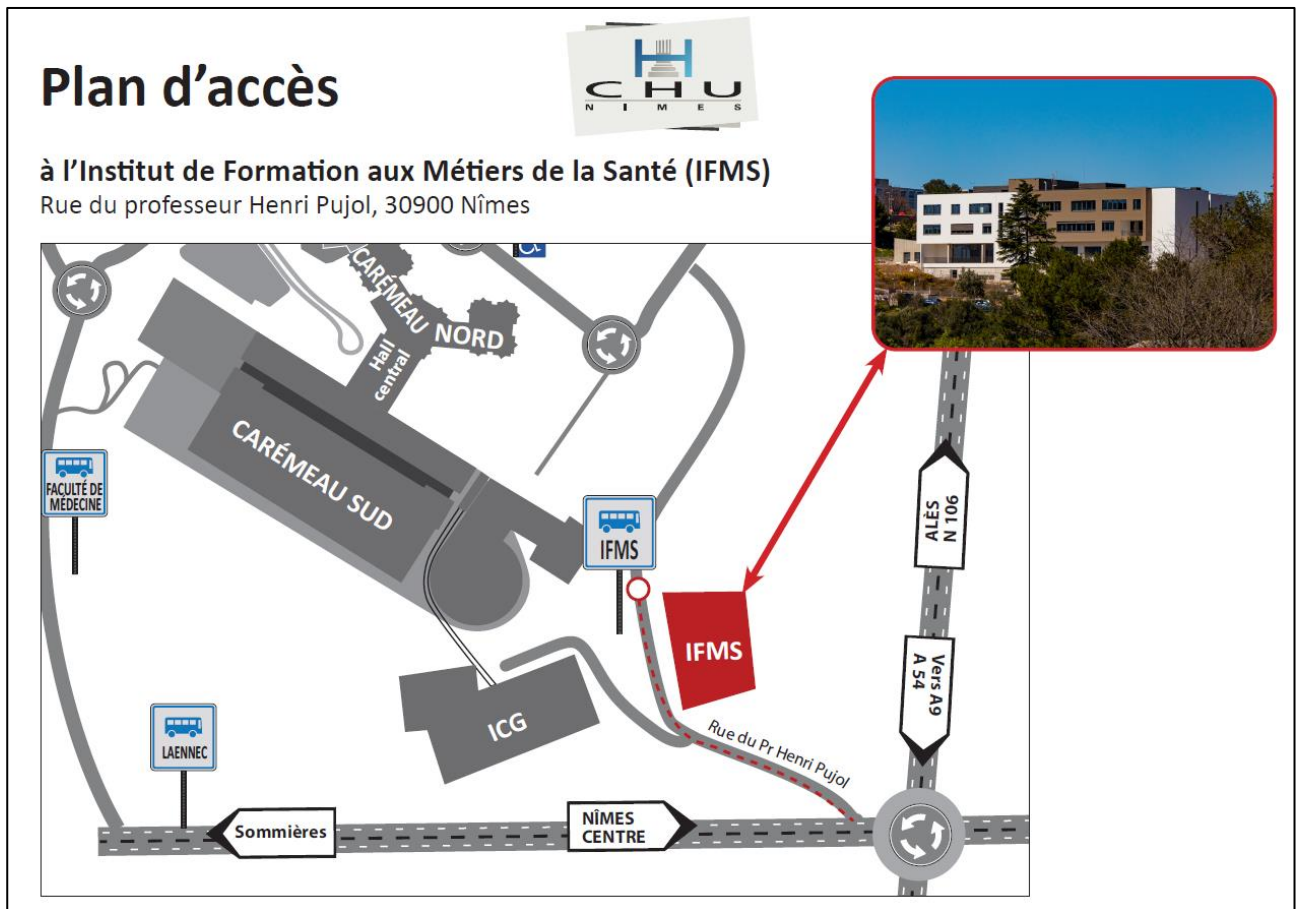 Plan d'accès
CHU
NIMES
à l'Institut de Formation aux Métiers de la Santé (IFMS)
Rue du professeur Henri Pujol, 30900 Nîmes
CARÉMEAU
NORD
Hall
central
CARÉMEAU SUD
FACULTÉ DE
MÉDECINE
IFMS
ALÈS
N 106
IFMS
Vers A9
A 54
ICG
LAENNEC
Rue du Pr Henri Pujol
Sommières
NÎMES
CENTRE